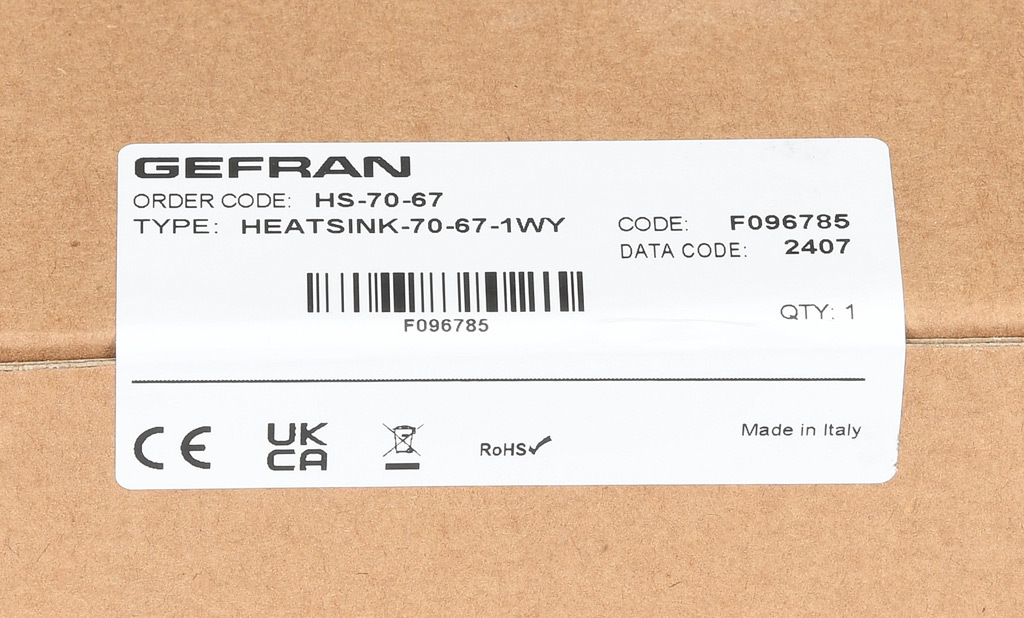 GEFRAN
ORDER CODE: HS-70-67
TYPE: HEATSINK-70-67-1WY
CODE: F096785
DATA CODE: 2407
F096785
QTY: 1
CE
UK
CA
RoHS✓
Made in Italy